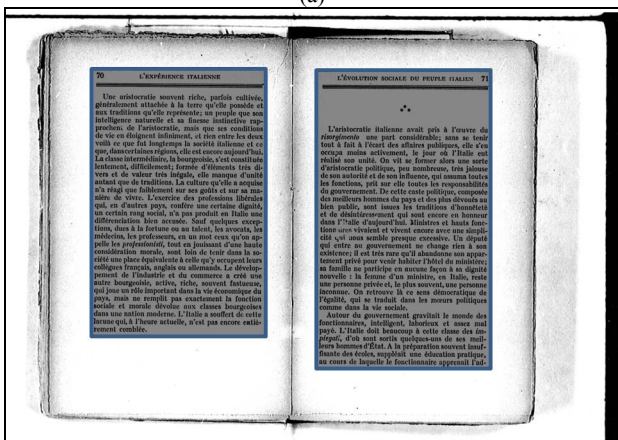 (a)
70 L'EXPÉRIENCE ITALIENNE
Une aristocratie souvent riche, parfois cultivée,
généralement attachée à la terre qu'elle possède et
aux traditions qu'elle représente; un peuple que son
intelligence naturelle et sa finesse instinctive rap-
prochent de l'aristocratie, mais que ses conditions
de vie en éloignent infiniment, et rien entre les deux
voilà ce que fut longtemps la société italienne et ce
que, dans certaines régions, elle est encore aujourd'hui.
La classe intermédiaire, la bourgeoisie, s'est constituée
lentement, difficilement; formée d'éléments très di-
vers et de valeur très inégale, elle manque d'unité
autant que de traditions. La culture qu'elle a acquise
n'a réagi que faiblement sur ses goûts et sur sa ma-
nière de vivre. L'exercice des professions libérales
qui, en d'autres pays, confère une certaine dignité,
un certain rang social, n'a pas produit en Italie une
différenciation bien accusée. Sauf quelques excep-
tions, dues à la fortune ou au talent, les avocats, les
médecins, les professeurs, en un mot ceux qu'on ap-
pelle les professionisti, tout en jouissant d'une haute
considération morale, sont loin de tenir dans la so-
ciété une place équivalente à celle qu'y occupent leurs
collègues français, anglais ou allemands. Le dévelop-
pement de l'industrie et du commerce a créé une
autre bourgeoisie, active, riche, souvent fastueuse,
qui joue un rôle important dans la vie économique du
pays, mais ne remplit pas exactement la fonction
sociale et morale dévolue aux classes bourgeoises
dans une nation moderne. L'Italie a souffert de cette
lacune qui, à l'heure actuelle, n'est pas encore entiè-
rement comblée.
L'ÉVOLUTION SOCIALE DU PEUPLE ITALIEN 71
L'aristocratie italienne avait pris à l'œuvre du
risorgimento une part considérable; sans se tenir
tout à fait à l'écart des affaires publiques, elle s'en
occupa moins activement, le jour où l'Italie eut
réalisé son unité. On vit se former alors une sorte
d'aristocratie politique, peu nombreuse, très jalouse
de son autorité et de son influence, qui assuma toutes
les fonctions, prit sur elle toutes les responsabilités
du gouvernement. De cette caste politique, composée
des meilleurs hommes du pays et des plus dévoués au
bien public, sont issues les traditions d'honnêteté
et de désintéressement qui sont encore en honneur
dans l'Italie d'aujourd'hui. Ministres et hauts fonc-
tionnaires vivaient et vivent encore avec une simpli-
cité qui nous semble presque excessive. Un député
qui entre au gouvernement ne change rien à son
existence; il est très rare qu'il abandonne son appar-
tement privé pour venir habiter l'hôtel du ministère;
sa famille ne participe en aucune façon à sa dignité
nouvelle : la femme d'un ministre, en Italie, reste
une personne privée et, le plus souvent, une personne
inconnue. On retrouve là ce sens démocratique de
l'égalité, qui se traduit dans les mœurs politiques
comme dans la vie sociale.
Autour du gouvernement gravitait le monde des
fonctionnaires, intelligent, laborieux et assez mal
payé. L'Italie doit beaucoup à cette classe des im-
piegati, d'où sont sortis quelques-uns de ses meil-
leurs hommes d'État. A la préparation souvent insuf-
fisante des écoles, suppléait une éducation pratique,
au cours de laquelle le fonctionnaire apprenait l'ad-